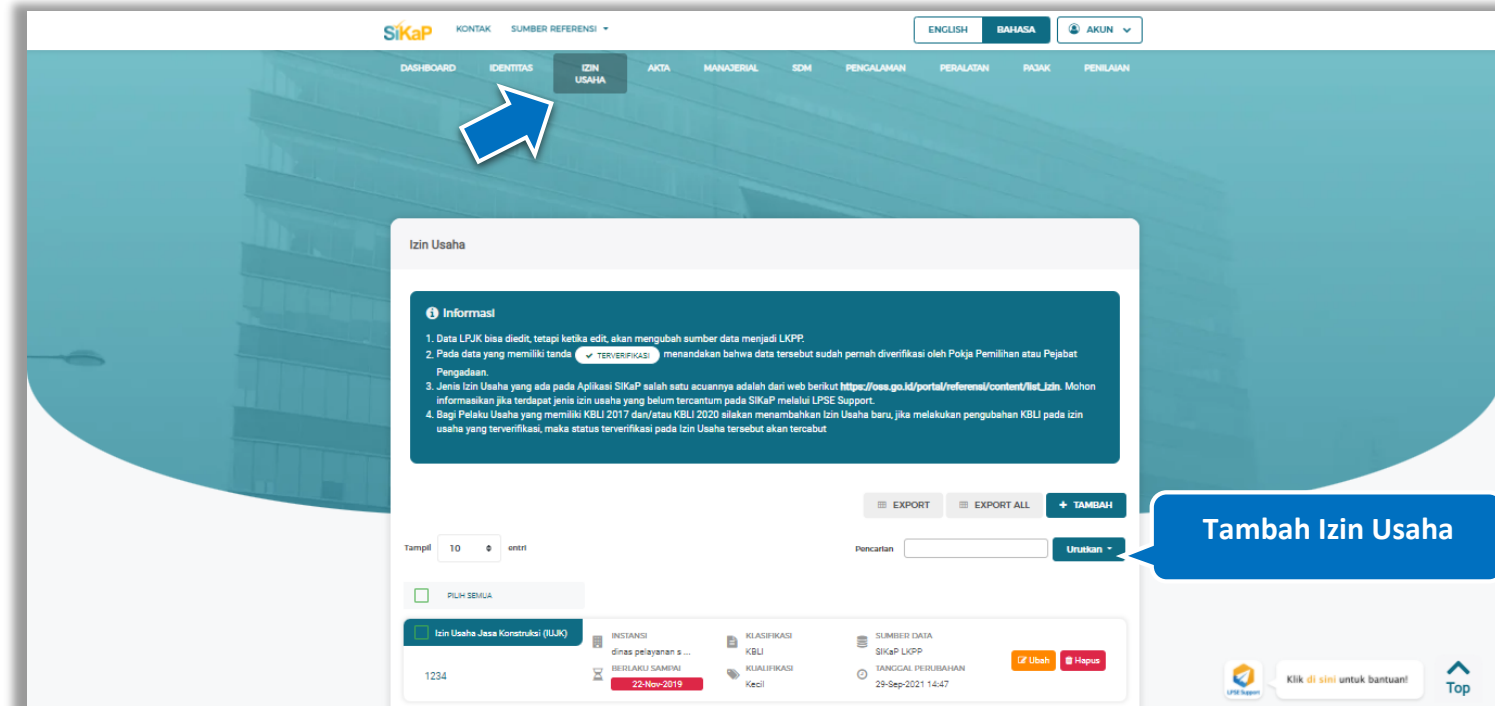 SiKaP KONTAK SUMBER REFERENSI ENGLISH BAHASA AKUN
DASHBOARD IDENTITAS IZIN USAHA AKTA MANAJERIAL SDM PENGALAMAN PERALATAN PAJAK PENILAIAN
Izin Usaha
Informasi
1. Data LPJK bisa diedit, tetapi ketika edit, akan mengubah sumber data menjadi LKPP.
2. Pada data yang memiliki tanda TERVERIFIKASI menandakan bahwa data tersebut sudah pernah diverifikasi oleh Pokja Pemilihan atau Pejabat
Pengadaan.
3. Jenis Izin Usaha yang ada pada Aplikasi SIKaP salah satu acuannya adalah dari web berikut https://oss.go.id/portal/referensi/content/list_izin. Mohon
informasikan jika terdapat jenis izin usaha yang belum tercantum pada SIKaP melalui LPSE Support.
4. Bagi Pelaku Usaha yang memiliki KBLI 2017 dan/atau KBLI 2020 silakan menambahkan Izin Usaha baru, jika melakukan pengubahan KBLI pada izin
usaha yang terverifikasi, maka status terverifikasi pada Izin Usaha tersebut akan tercabut
EXPORT EXPORT ALL + TAMBAH
Tambah Izin Usaha
Tampil 10 entri Pencarian Urutkan
PILIH SEMUA
Izin Usaha Jasa Konstruksi (IUJK) INSTANSI KLASIFIKASI SUMBER DATA
dinas pelayanan s ... KBLI SIKaP LKPP
1234 BERLAKU SAMPAI KUALIFIKASI TANGGAL PERUBAHAN Ubah Hapus
22-Nov-2019 Kecil 29-Sep-2021 14:47
LPSE Support Klik di sini untuk bantuan! Top